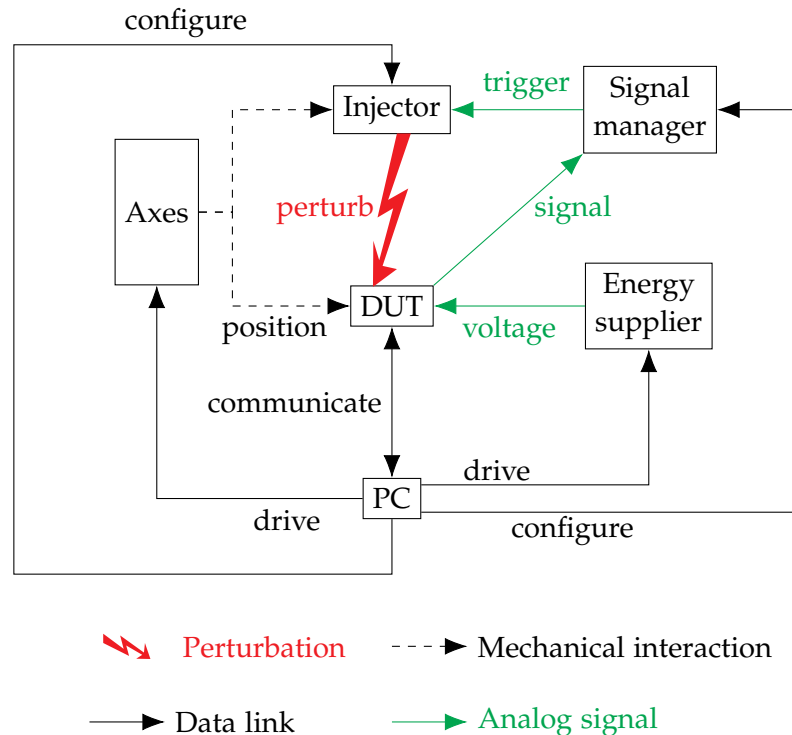 configure
trigger
Injector
Signal
manager
Axes
perturb
signal
DUT
Energy
supplier
position
voltage
communicate
drive
PC
drive
configure
Perturbation
Mechanical interaction
Data link
Analog signal